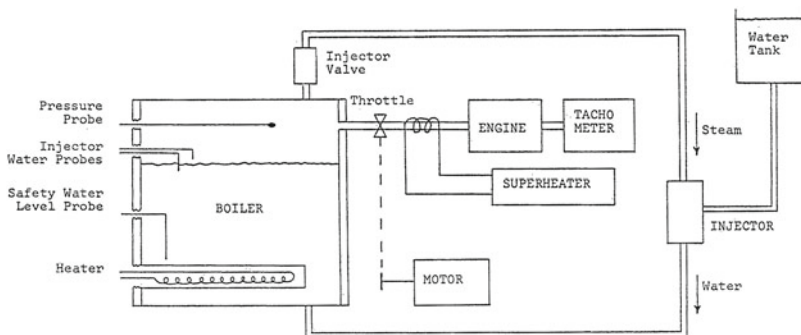 Water
Tank
Injector
Valve
Throttle
Pressure
Probe
ENGINE
TACHO
METER
Steam
Injector
Water Probes
SUPERHEATER
Safety Water
Level Probe
BOILER
INJECTOR
Heater
MOTOR
Water